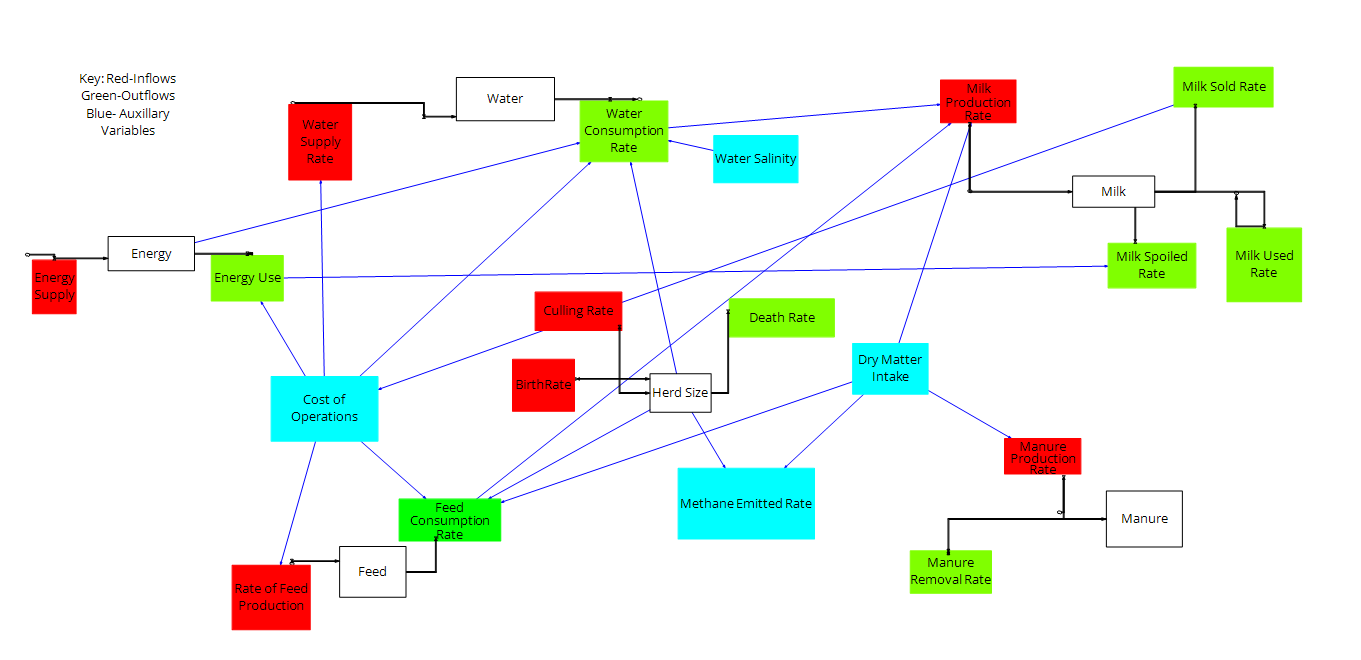 Key: Red-Inflows
Green-Outflows
Blue- Auxillary
Variables
Water
Supply
Rate
Water
Water
Consumption
Rate
Water Salinity
Milk
Production
Rate
Milk Sold Rate
Milk
Milk Spoiled
Rate
Milk Used
Rate
Energy
Supply
Energy
Energy Use
Culling Rate
Death Rate
BirthRate
Herd Size
Dry Matter
Intake
Cost of
Operations
Manure
Production
Rate
Manure
Manure
Removal Rate
Methane Emitted Rate
Feed
Consumption
Rate
Feed
Rate of Feed
Production